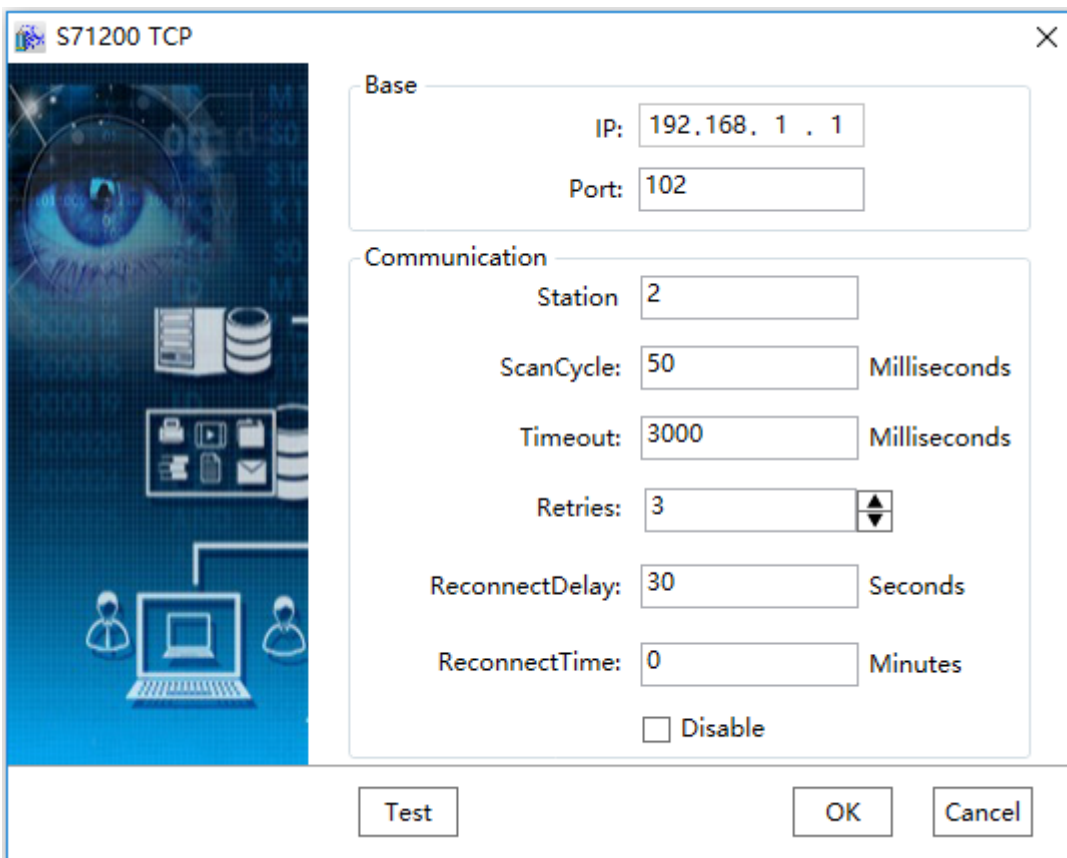 S71200 TCP
Base
IP: 192.168. 1 . 1
Port: 102
Communication
Station 2
ScanCycle: 50 Milliseconds
Timeout: 3000 Milliseconds
Retries: 3
ReconnectDelay: 30 Seconds
ReconnectTime: 0 Minutes
Disable
Test OK Cancel